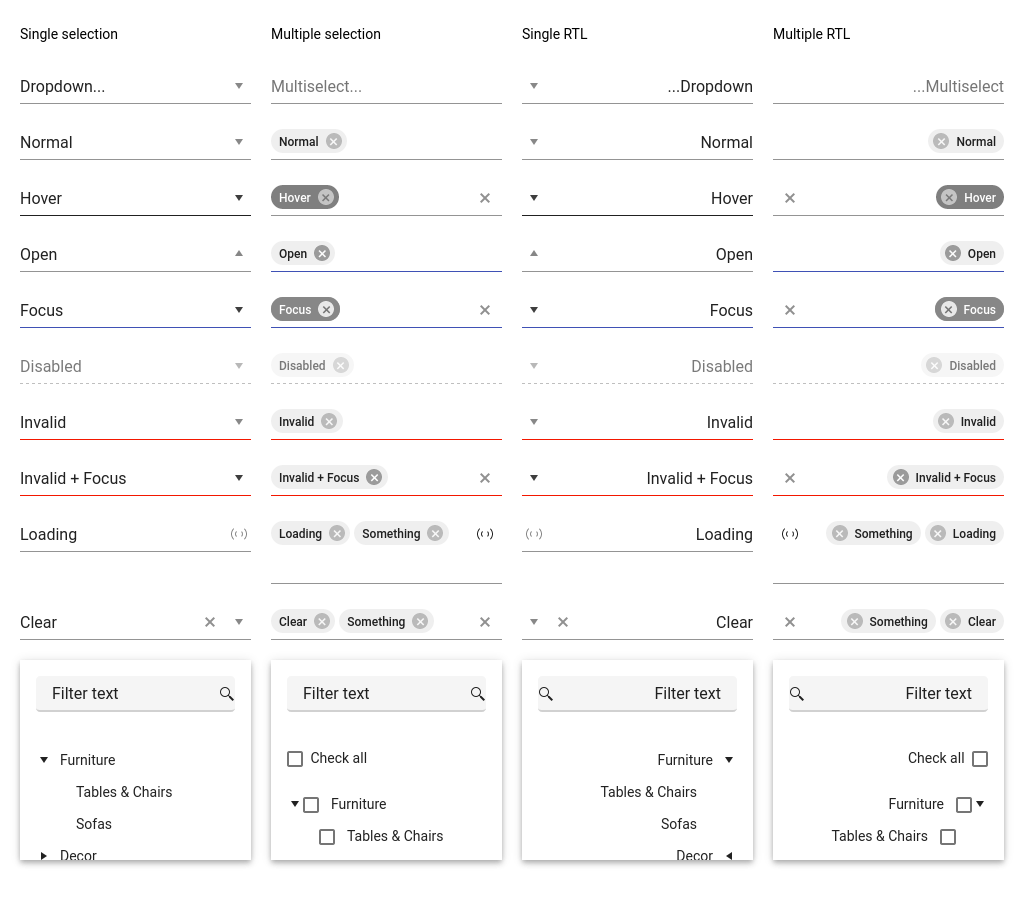 Single selection Multiple selection Single RTL Multiple RTL
Dropdown... Multiselect... ...Dropdown ...Multiselect
Normal Normal Normal Normal
Hover Hover Hover Hover
Open Open Open Open
Focus Focus Focus Focus
Disabled Disabled Disabled Disabled
Invalid Invalid Invalid Invalid
Invalid + Focus Invalid + Focus Invalid + Focus Invalid + Focus
Loading Loading Something Loading Something Loading
Clear Clear Something Clear Something Clear
Filter text Filter text Filter text Filter text
Furniture Check all Furniture Check all
Tables & Chairs Furniture Tables & Chairs Furniture
Sofas Tables & Chairs Sofas Tables & Chairs
Decor Decor